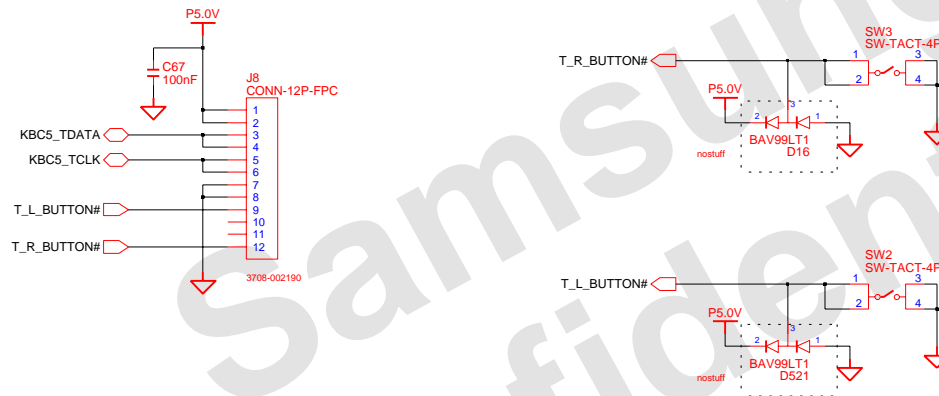 P5.0V
C67
100nF
J8
CONN-12P-FPC
1
2
3
4
5
6
7
8
9
10
11
12
KBC5_TDATA
KBC5_TCLK
T_L_BUTTON#
T_R_BUTTON#
3708-002190
SW3
SW-TACT-4P
T_R_BUTTON#
1
3
2
4
P5.0V
3
2
1
BAV99LT1
D16
nostuff
SW2
SW-TACT-4P
T_L_BUTTON#
1
3
2
4
P5.0V
3
2
1
BAV99LT1
D521
nostuff
Samsung